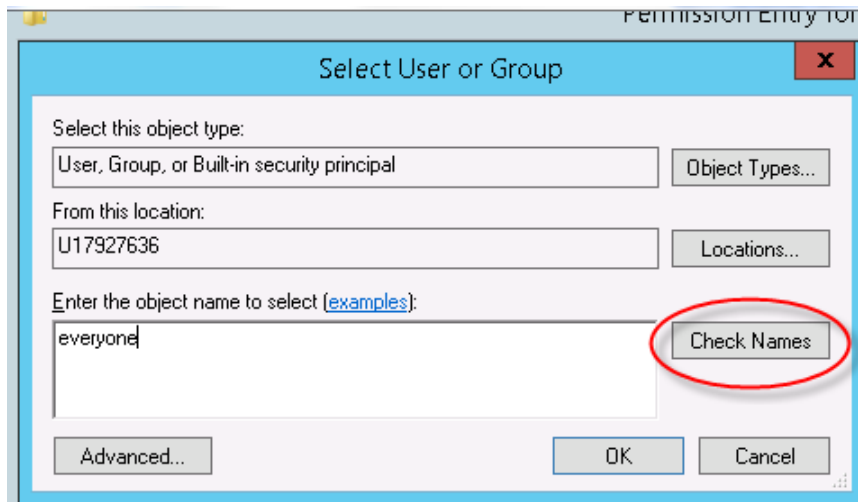 Permission Entry for
Select User or Group
x
Select this object type:
User, Group, or Built-in security principal
Object Types...
From this location:
U17927636
Locations...
Enter the object name to select (examples):
everyone
Check Names
Advanced...
OK
Cancel